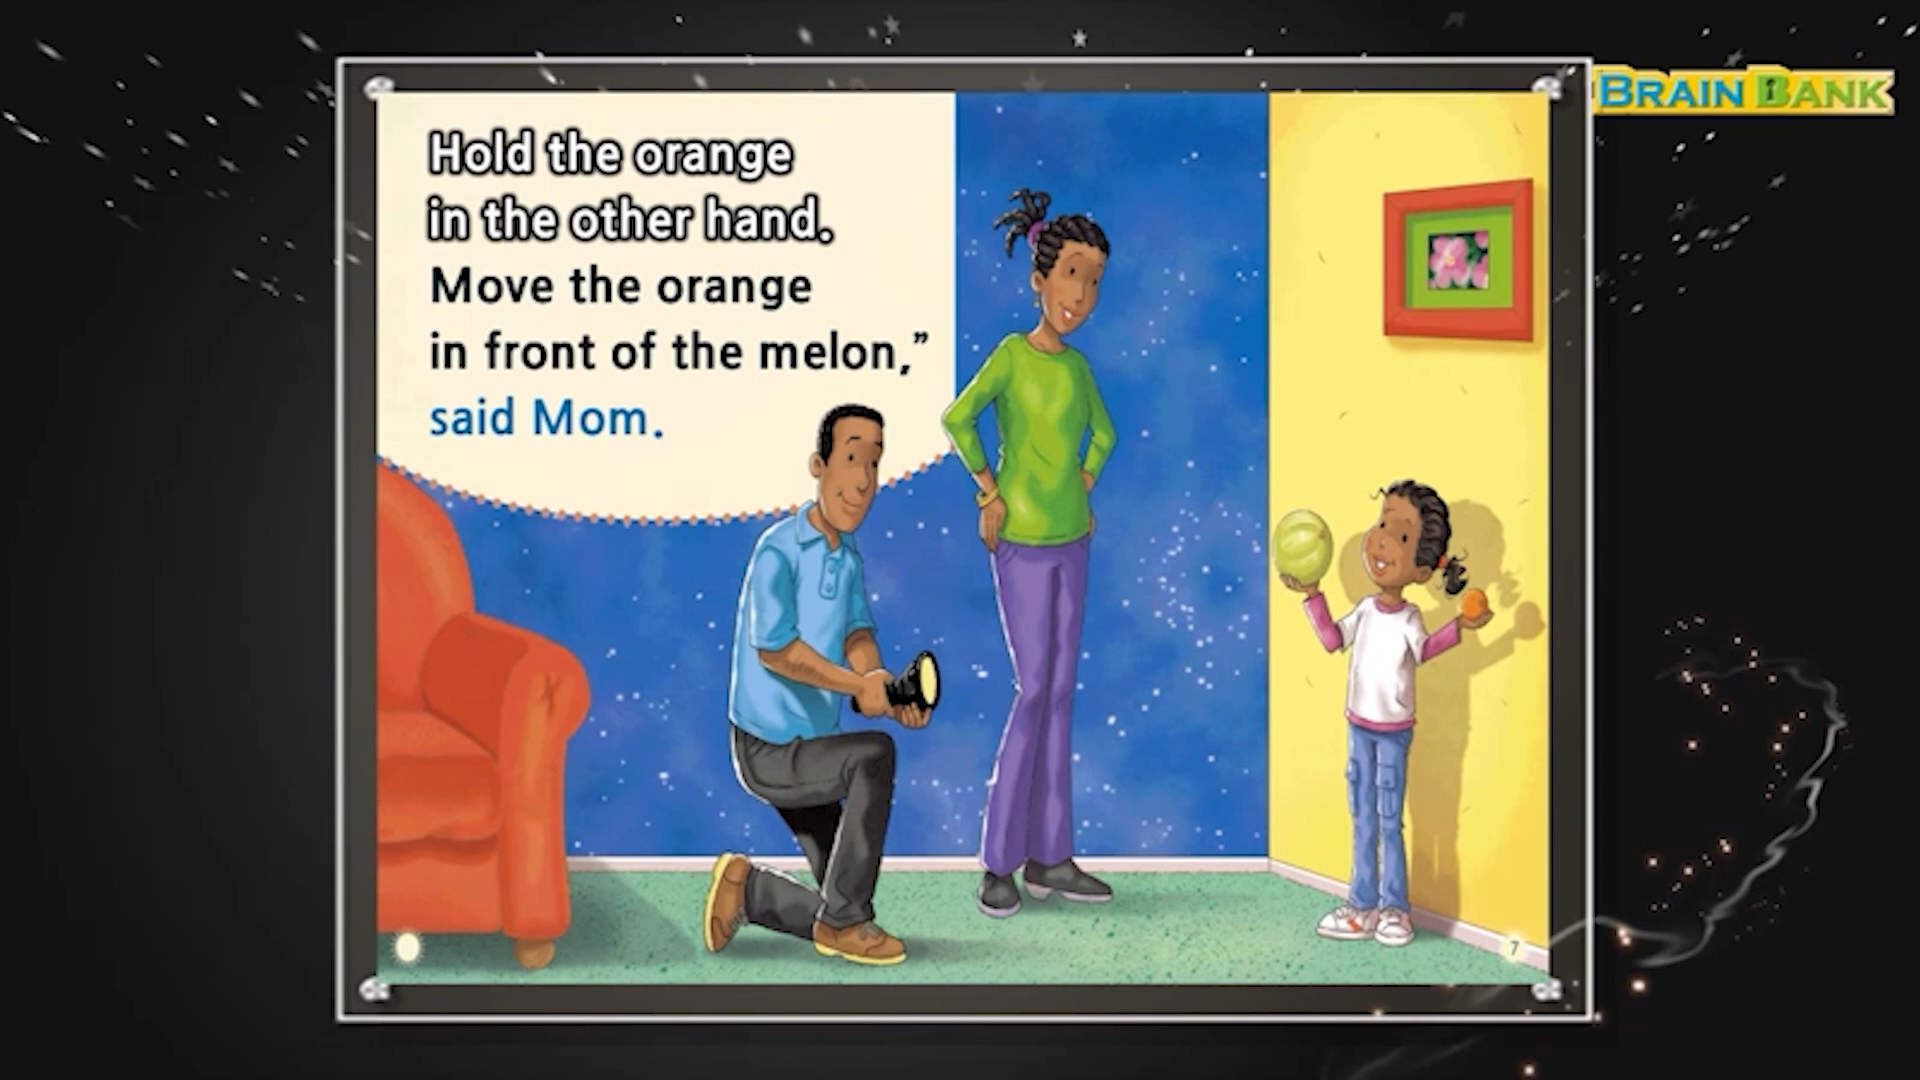 BRAIN BANK
Hold the orange
in the other hand.
Move the orange
in front of the melon,”
said Mom.
7